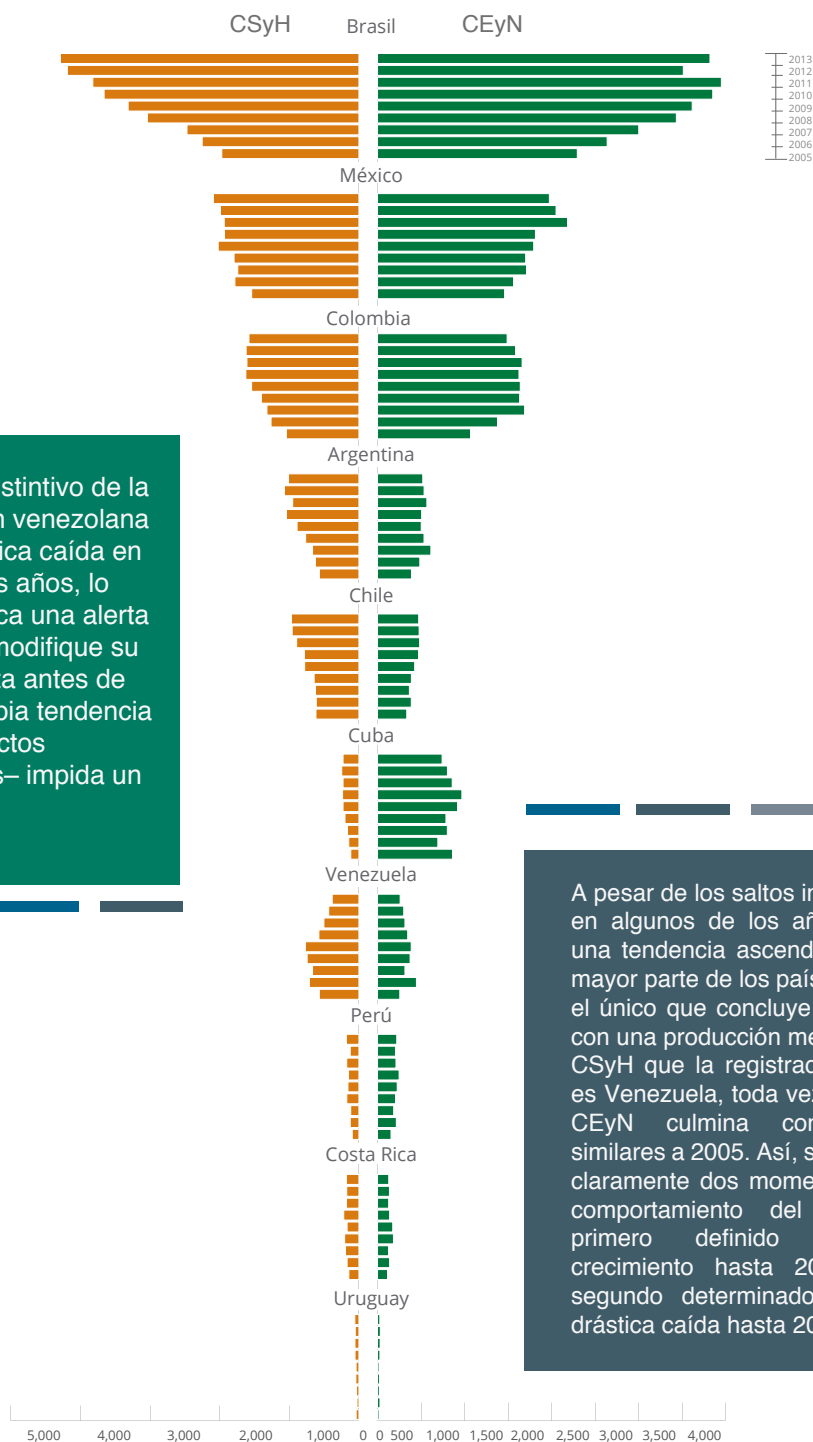 CSyH Brasil CEyN
2013
2012
2011
2010
2009
2008
2007
2006
2005
México
Colombia
Argentina
stintivo de la
n venezolana
ica caída en
s años, lo
ca una alerta
modifique su
ta antes de
bia tendencia
ctos
s– impida un
Chile
Cuba
Venezuela
A pesar de los saltos in
en algunos de los añ
una tendencia ascend
mayor parte de los país
el único que concluye
con una producción me
CSyH que la registrad
es Venezuela, toda vez
CEyN culmina con
similares a 2005. Así, s
claramente dos mome
comportamiento del
primero definido
crecimiento hasta 20
segundo determinado
drástica caída hasta 20
Perú
Costa Rica
Uruguay
5,000 4,000 3,000 2,000 1,000 0 0 500 1,000 1,500 2,000 2,500 3,000 3,500 4,000